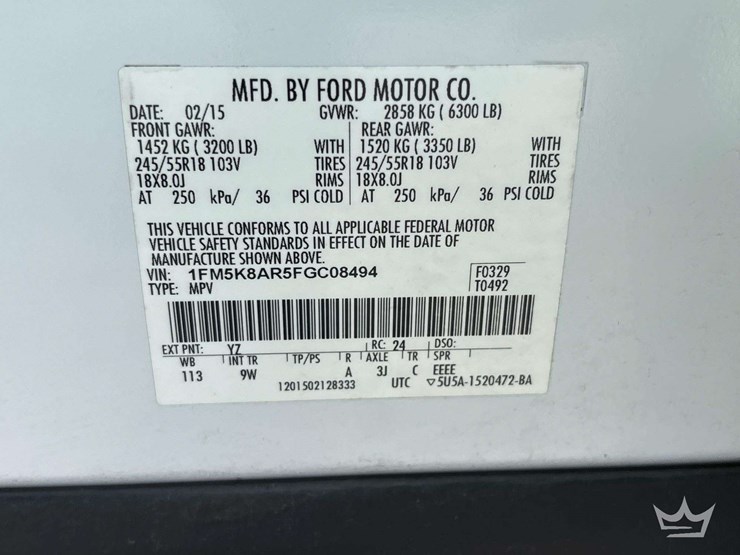 MFD. BY FORD MOTOR CO.
DATE: 02/15 GVWR: 2858 KG ( 6300 LB)
FRONT GAWR: REAR GAWR:
1452 KG ( 3200 LB) WITH 1520 KG ( 3350 LB) WITH
245/55R18 103V TIRES 245/55R18 103V TIRES
18X8.0J RIMS 18X8.0J RIMS
AT 250 kPa/ 36 PSI COLD AT 250 kPa/ 36 PSI COLD
THIS VEHICLE CONFORMS TO ALL APPLICABLE FEDERAL MOTOR
VEHICLE SAFETY STANDARDS IN EFFECT ON THE DATE OF
MANUFACTURE SHOWN ABOVE.
VIN: 1FM5K8AR5FGC08494 F0329
TYPE: MPV T0492
EXT PNT: YZ RC: 24 DSO:
WB INT TR TP/PS R AXLE TR SPR
113 9W A 3J C EEEE
1201502128333 UTC ▽5U5A-1520472-BA